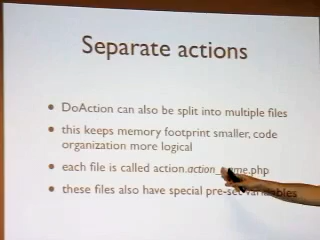 Separate actions
• DoAction can also be split into multiple files
• this keeps memory footprint smaller, code
organization more logical
• each file is called action.action_name.php
• these files also have special pre-set variables